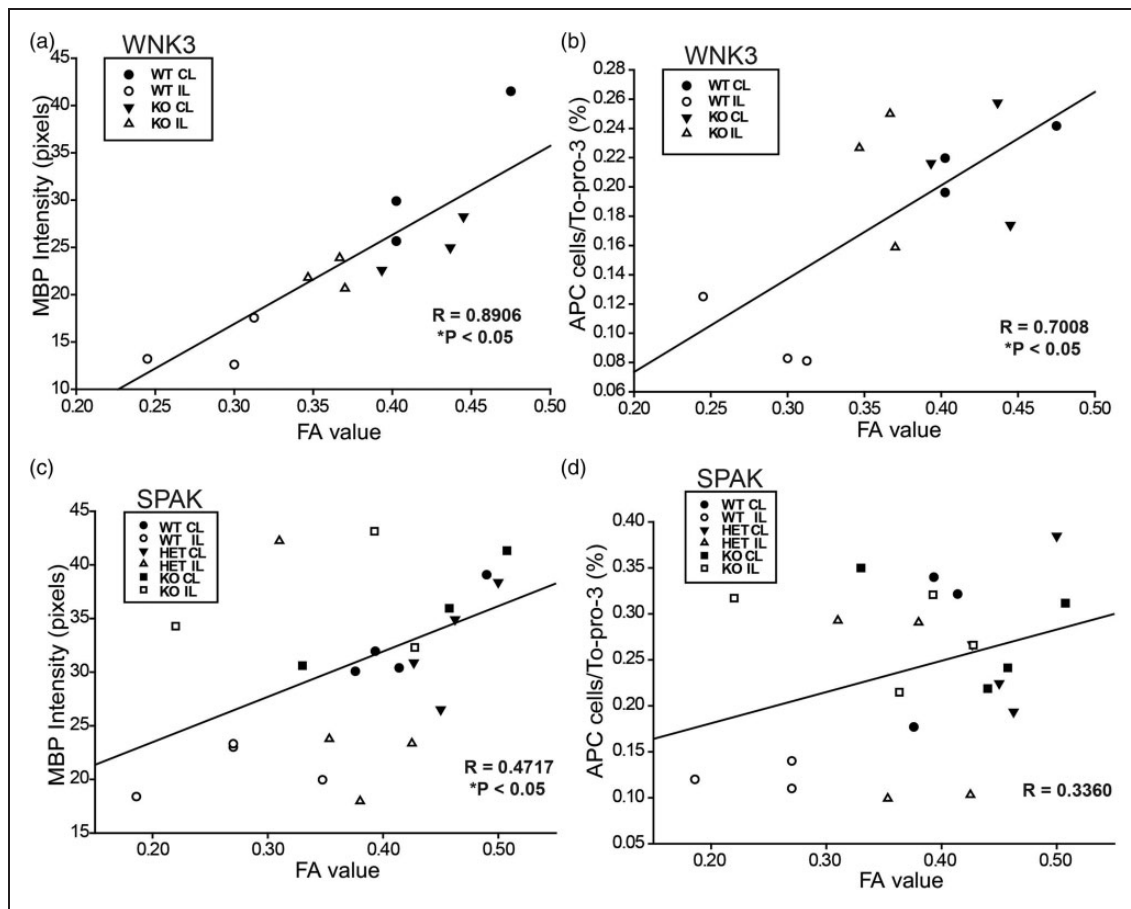 (a)
WNK3
WT CL
WT IL
KO CL
KO IL
MBP Intensity (pixels)
45
40
35
30
25
20
15
10
R = 0.8906
*P < 0.05
0.20 0.25 0.30 0.35 0.40 0.45 0.50
FA value
(b)
WNK3
WT CL
WT IL
KO CL
KO IL
APC cells/To-pro-3 (%)
0.28
0.26
0.24
0.22
0.20
0.18
0.16
0.14
0.12
0.10
0.08
0.06
R = 0.7008
*P < 0.05
0.20 0.25 0.30 0.35 0.40 0.45 0.50
FA value
(c)
SPAK
WT CL
WT IL
HET CL
HET IL
KO CL
KO IL
MBP Intensity (pixels)
45
40
35
30
25
20
15
R = 0.4717
*P < 0.05
0.20 0.30 0.40 0.50
FA value
(d)
SPAK
WT CL
WT IL
HET CL
HET IL
KO CL
KO IL
APC cells/To-pro-3 (%)
0.40
0.35
0.30
0.25
0.20
0.15
0.10
0.05
R = 0.3360
0.20 0.30 0.40 0.50
FA value